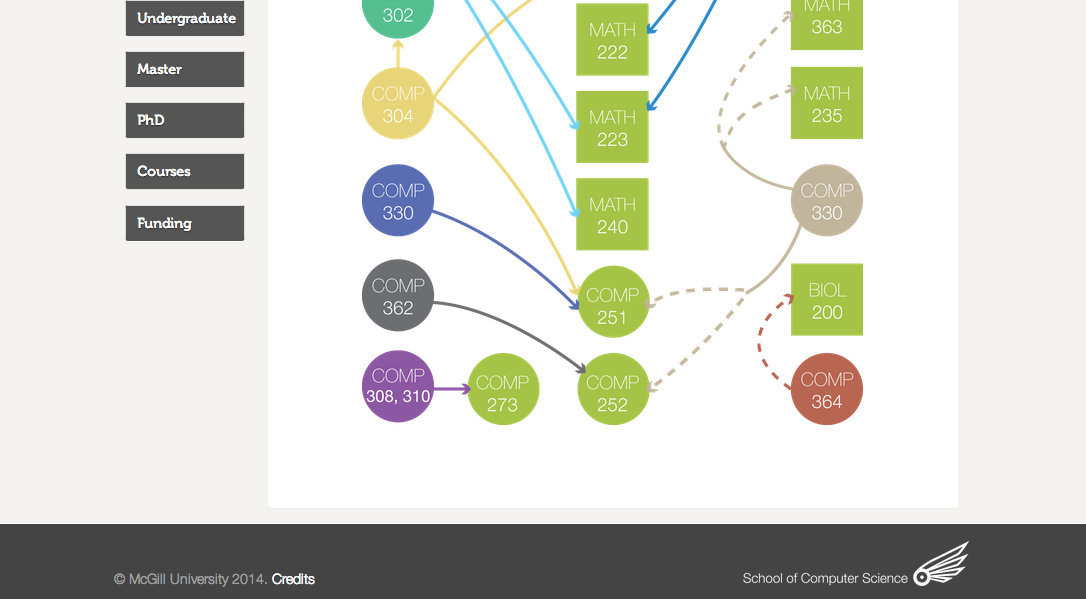 Undergraduate
Master
PhD
Courses
Funding
302
COMP
304
COMP
330
COMP
362
COMP
308, 310
COMP
273
MATH
222
MATH
223
MATH
240
COMP
251
COMP
252
MATH
363
MATH
235
COMP
330
BIOL
200
COMP
364
© McGill University 2014. Credits
School of Computer Science